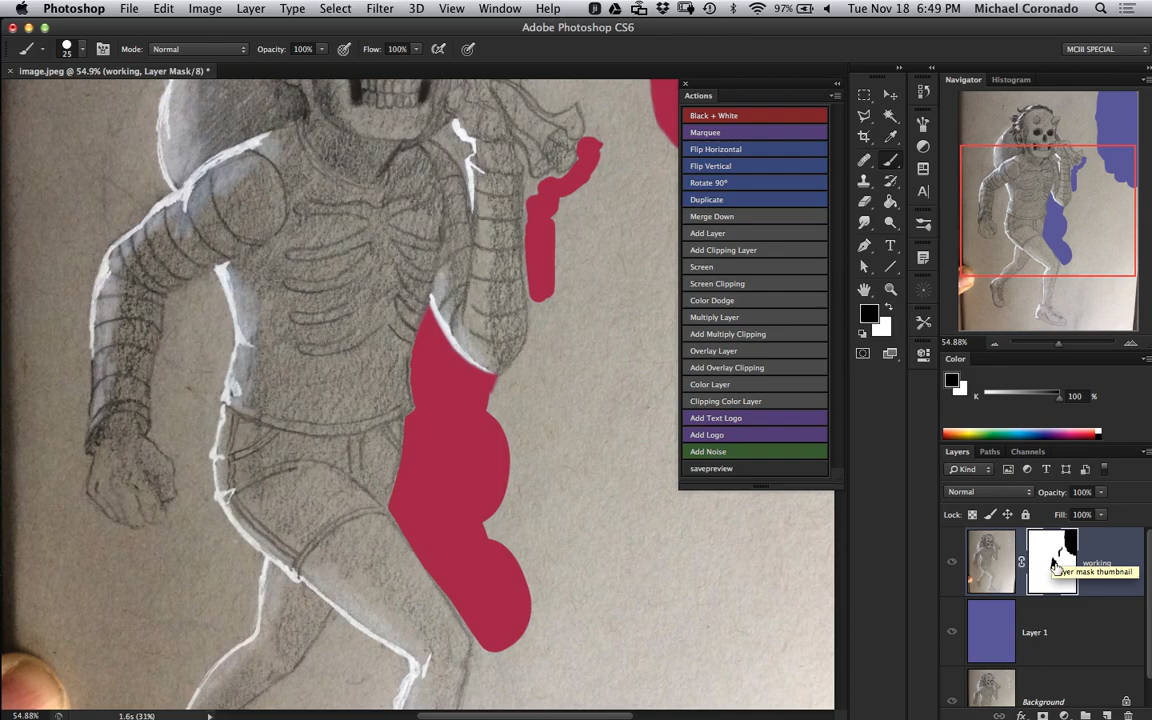 Photoshop File Edit Image Layer Type Select Filter 3D View Window Help 97% Tue Nov 18 6:49 PM Michael Coronado
Adobe Photoshop CS6
25 Mode: Normal Opacity: 100% Flow: 100% MCIII SPECIAL
image.jpeg @ 54.9% (working, Layer Mask/8) *
Actions
Black + White
Marquee
Flip Horizontal
Flip Vertical
Rotate 90º
Duplicate
Merge Down
Add Layer
Add Clipping Layer
Screen
Screen Clipping
Color Dodge
Multiply Layer
Add Multiply Clipping
Overlay Layer
Add Overlay Clipping
Color Layer
Clipping Color Layer
Add Text Logo
Add Logo
Add Noise
savepreview
Navigator Histogram
54.88%
Color
K 100 %
Layers Paths Channels
Kind
Normal Opacity: 100%
Lock: Fill: 100%
working
layer mask thumbnail
Layer 1
Background
54.88% 1.6s (31%)